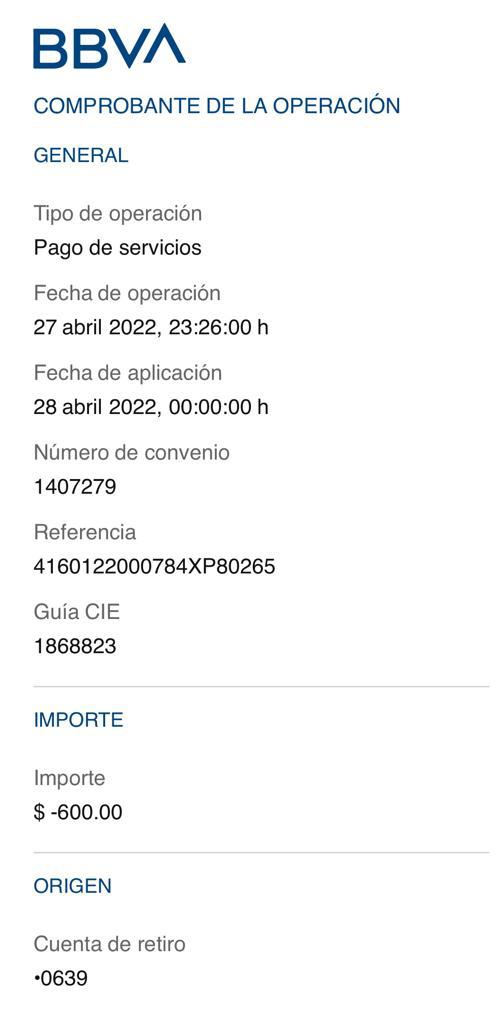 BBVA
COMPROBANTE DE LA OPERACIÓN
GENERAL
Tipo de operación
Pago de servicios
Fecha de operación
27 abril 2022, 23:26:00 h
Fecha de aplicación
28 abril 2022, 00:00:00 h
Número de convenio
1407279
Referencia
4160122000784XP80265
Guía CIE
1868823
IMPORTE
Importe
$ -600.00
ORIGEN
Cuenta de retiro
•0639